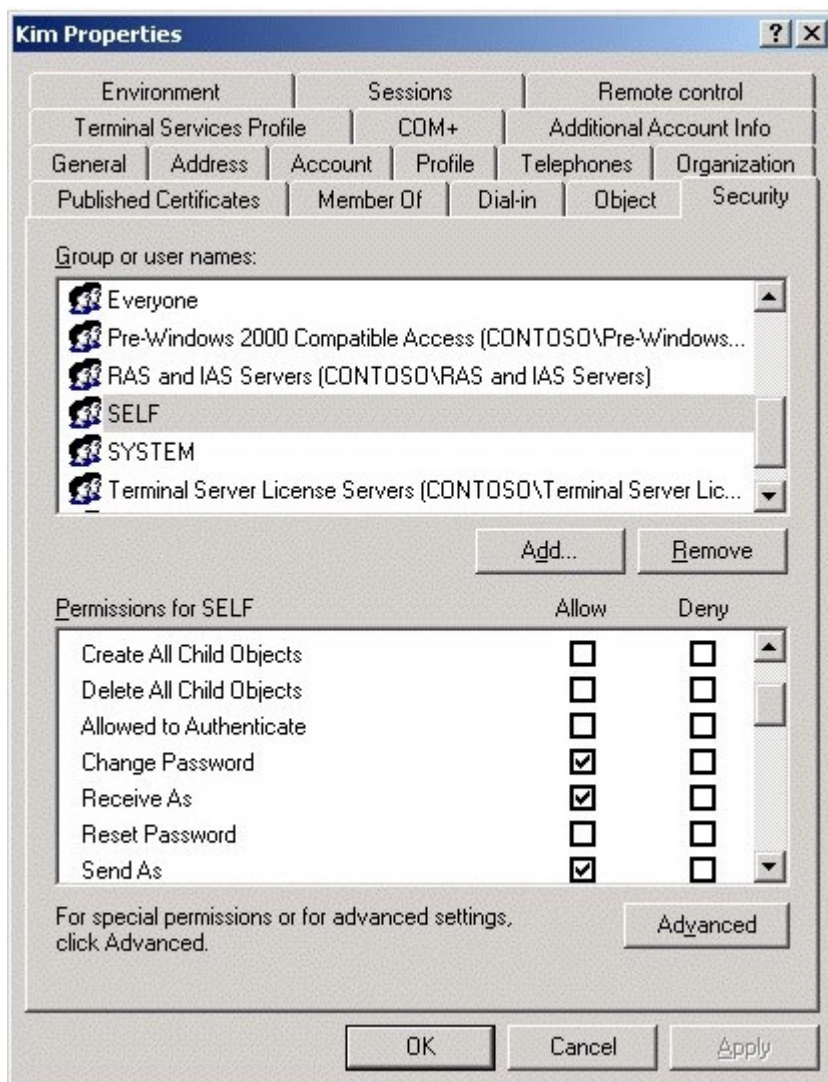 Kim Properties
Environment Sessions Remote control
Terminal Services Profile COM+ Additional Account Info
General Address Account Profile Telephones Organization
Published Certificates Member Of Dial-in Object Security
Group or user names:
Everyone
Pre-Windows 2000 Compatible Access (CONTOSO\Pre-Windows...
RAS and IAS Servers (CONTOSO\RAS and IAS Servers)
SELF
SYSTEM
Terminal Server License Servers (CONTOSO\Terminal Server Lic...
Add... Remove
Permissions for SELF Allow Deny
Create All Child Objects
Delete All Child Objects
Allowed to Authenticate
Change Password
Receive As
Reset Password
Send As
For special permissions or for advanced settings,
click Advanced.
Advanced
OK Cancel Apply